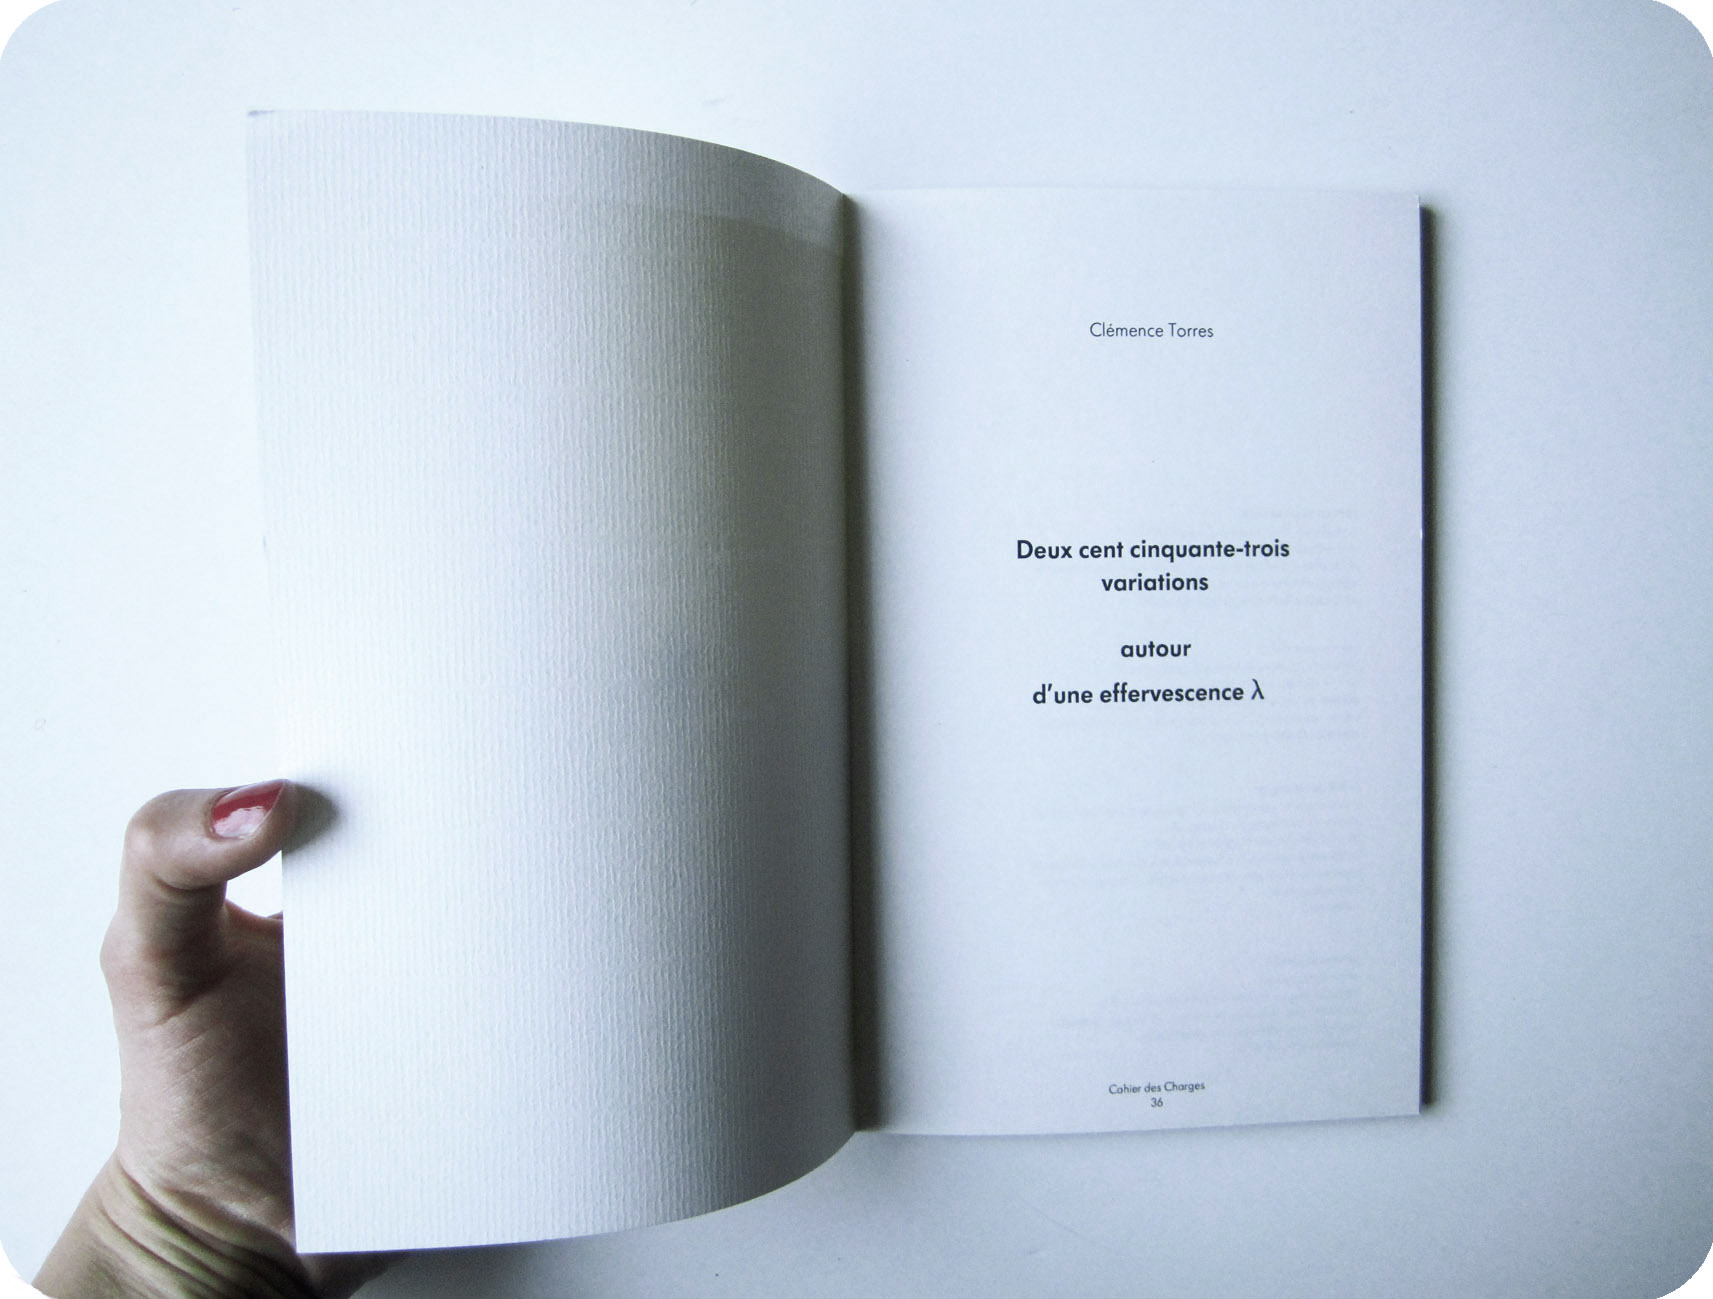 Clémence Torres
Deux cent cinquante-trois
variations
autour
d'une effervescence λ
Cahier des Charges
36